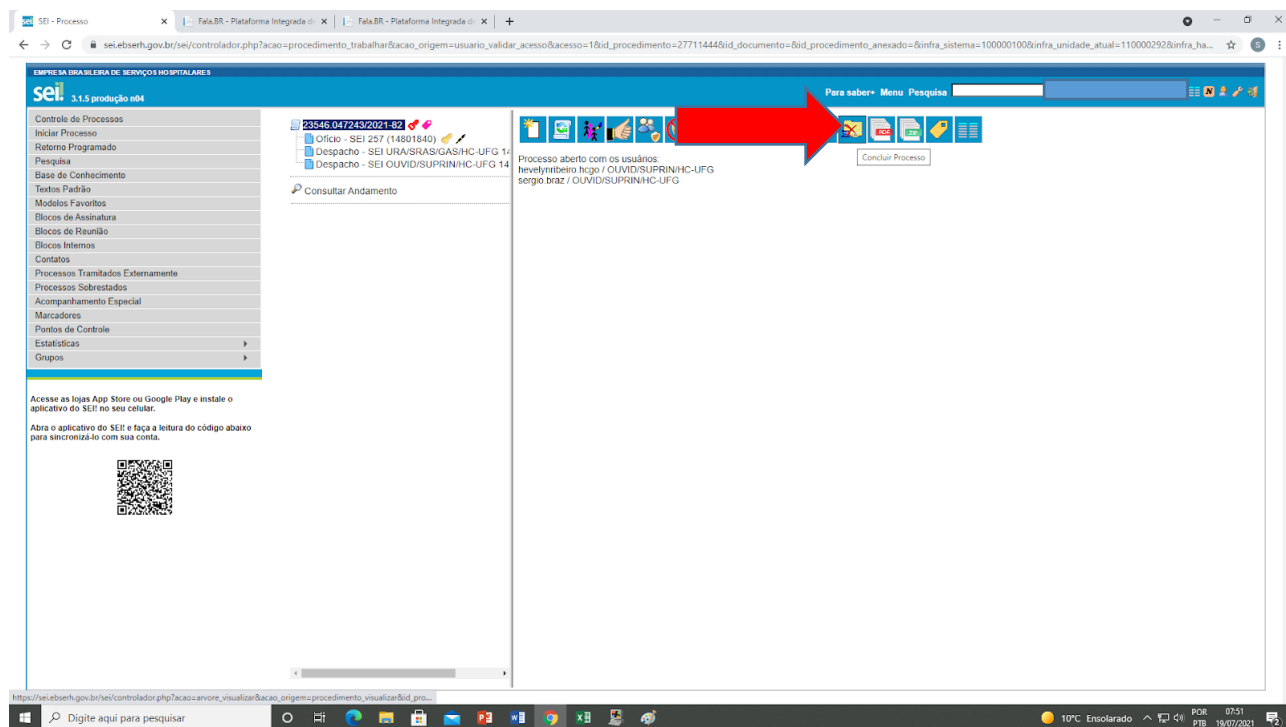 SEI - Processo
Fala.BR - Plataforma Integrada d
Fala.BR - Plataforma Integrada d
sei.ebserh.gov.br/sei/controlador.php?acao=procedimento_trabalhar&acao_origem=usuario_validar_acesso&acesso=1&id_procedimento=27711444&id_documento=&id_procedimento_anexado=&infra_sistema=100000100&infra_unidade_atual=110000292&infra_ha...
S
EMPRESA BRASILEIRA DE SERVIÇOS HOSPITALARES
sei! 3.1.5 produção n04
Para saber+ Menu Pesquisa
N
Controle de Processos
Iniciar Processo
Retorno Programado
Pesquisa
Base de Conhecimento
Textos Padrão
Modelos Favoritos
Blocos de Assinatura
Blocos de Reunião
Blocos Internos
Contatos
Processos Tramitados Externamente
Processos Sobrestados
Acompanhamento Especial
Marcadores
Pontos de Controle
Estatísticas
Grupos
Acesse as lojas App Store ou Google Play e instale o
aplicativo do SEI! no seu celular.
Abra o aplicativo do SEI! e faça a leitura do código abaixo
para sincronizá-lo com sua conta.
23546.047243/2021-82
Ofício - SEI 257 (14801840)
Despacho - SEI URA/SRAS/GAS/HC-UFG 14
Despacho - SEI OUVID/SUPRIN/HC-UFG 14
Consultar Andamento
PDF
ZIP
Concluir Processo
Processo aberto com os usuários:
hevelynribeiro.hcgo / OUVID/SUPRIN/HC-UFG
sergio.braz / OUVID/SUPRIN/HC-UFG
https://sei.ebserh.gov.br/sei/controlador.php?acao=arvore_visualizar&acao_origem=procedimento_visualizar&id_pro...
Digite aqui para pesquisar
10°C Ensolarado
POR
PTB
07:51
19/07/2021
2